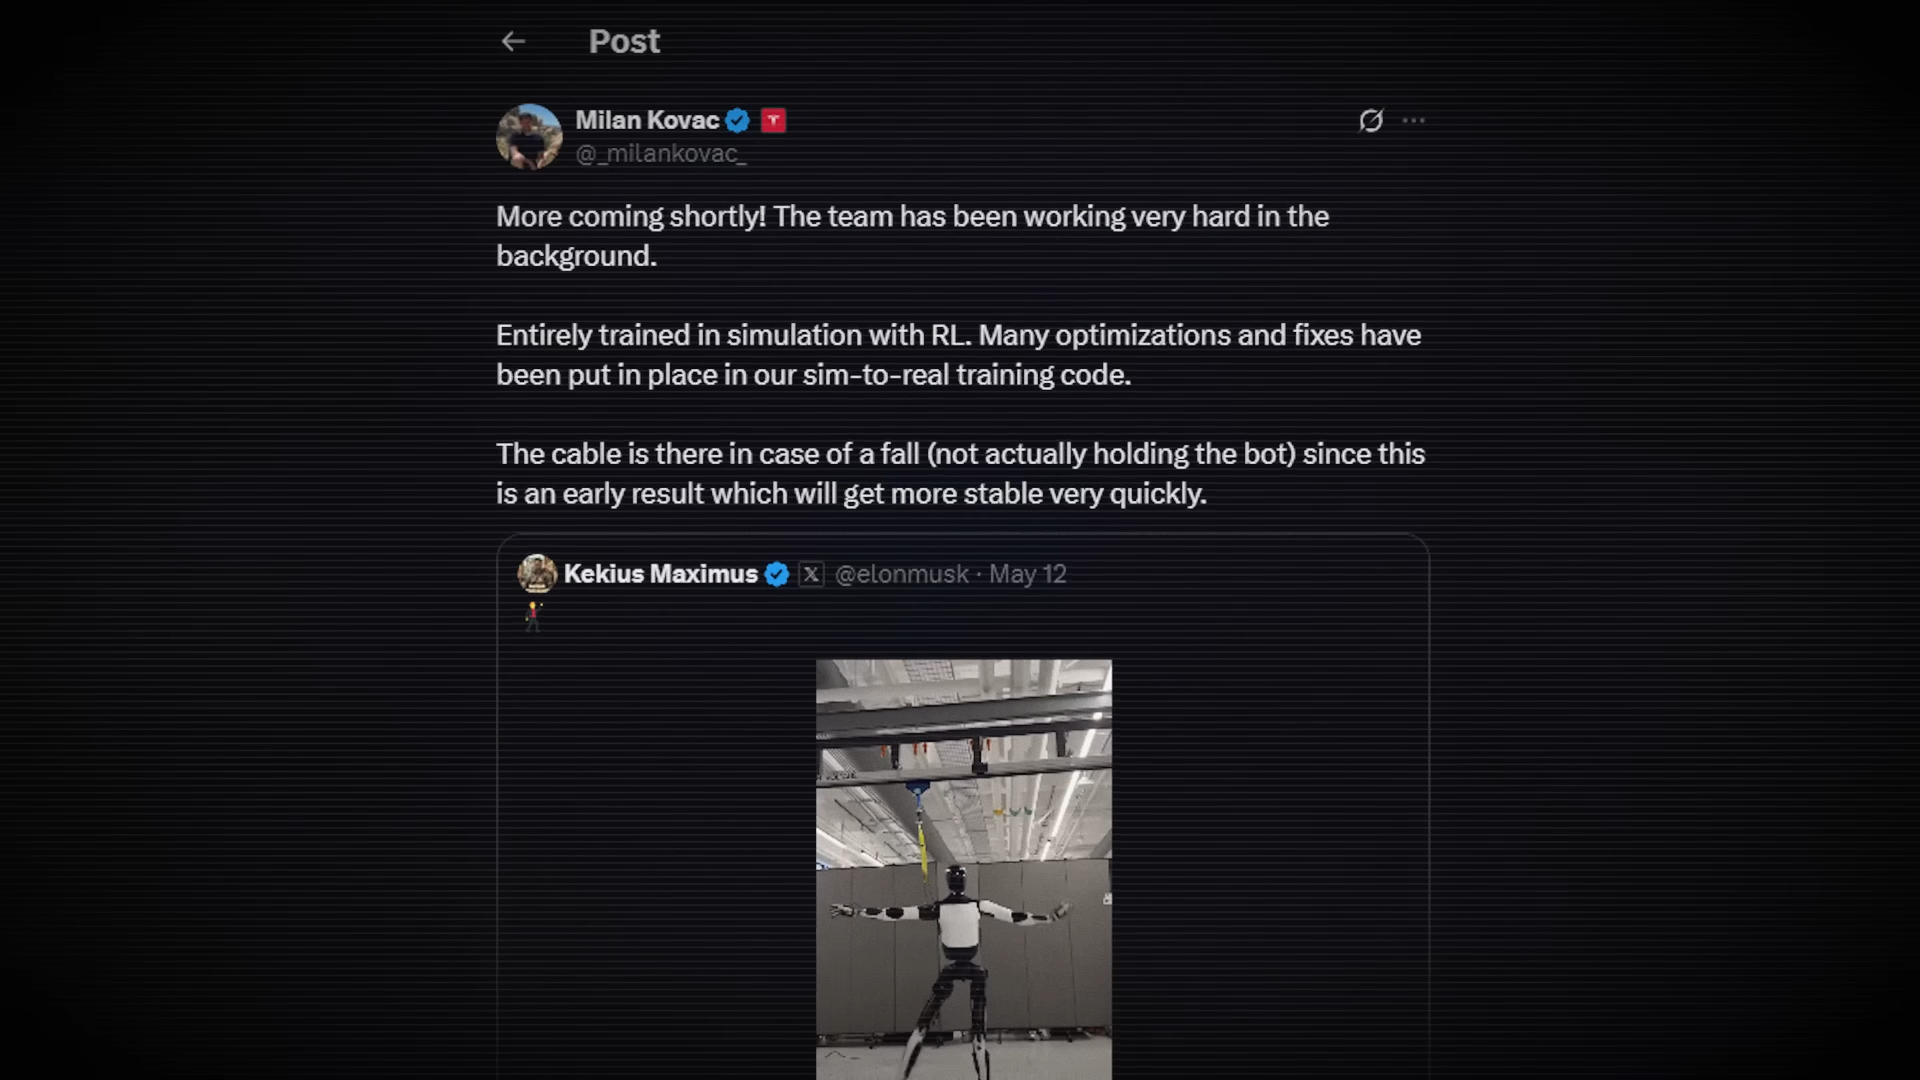 Post
Milan Kovac
@_milankovac_
More coming shortly! The team has been working very hard in the
background.
Entirely trained in simulation with RL. Many optimizations and fixes have
been put in place in our sim-to-real training code.
The cable is there in case of a fall (not actually holding the bot) since this
is an early result which will get more stable very quickly.
Kekius Maximus @elonmusk · May 12